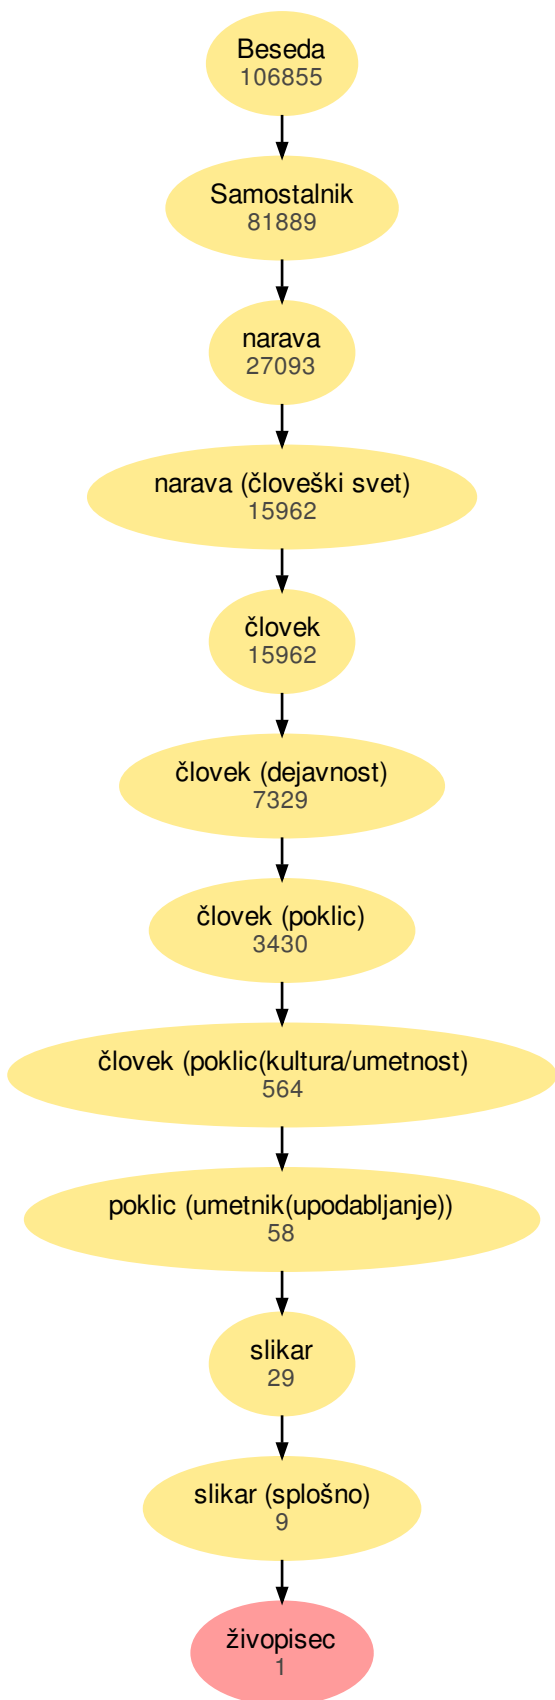 Beseda
106855
Samostalnik
81889
narava
27093
narava (človeški svet)
15962
človek
15962
človek (dejavnost)
7329
človek (poklic)
3430
človek (poklic(kultura/umetnost)
564
poklic (umetnik(upodabljanje))
58
slikar
29
slikar (splošno)
9
živopisec
1